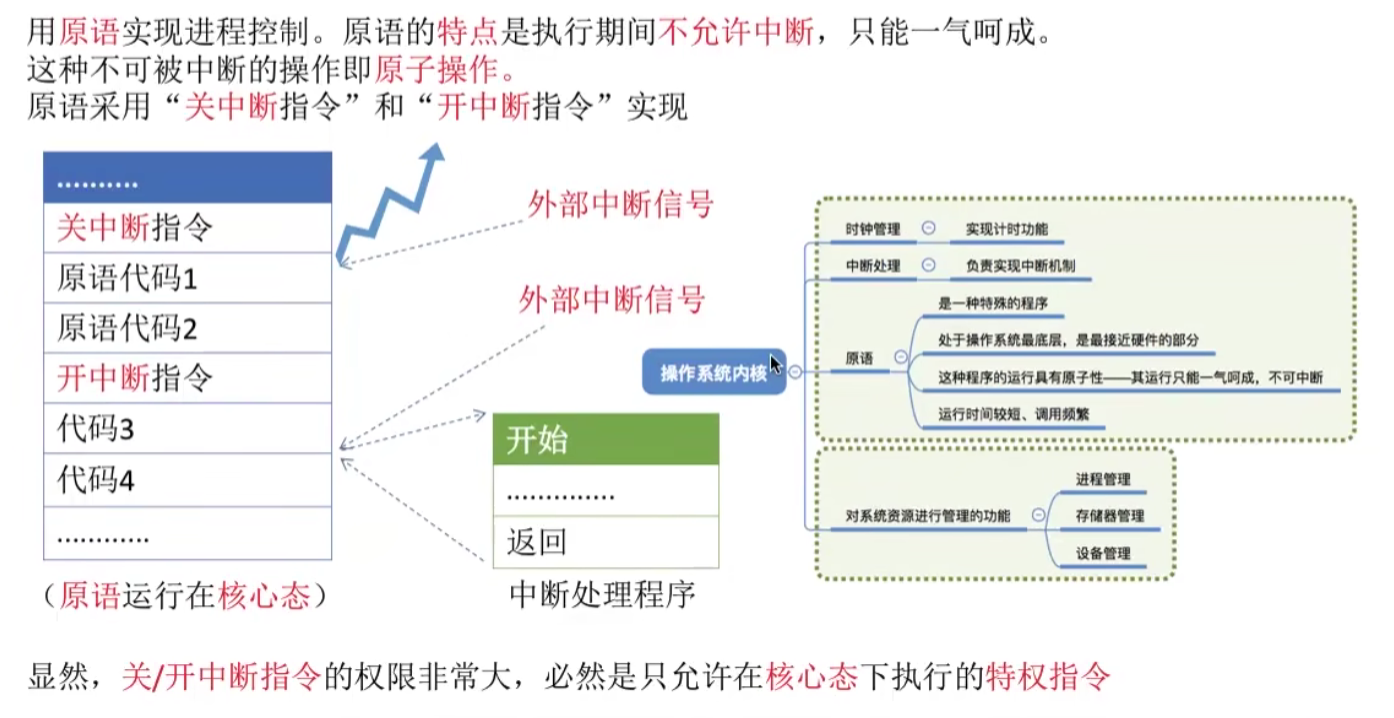 用原语实现进程控制。原语的特点是执行期间不允许中断，只能一气呵成。
这种不可被中断的操作即原子操作。
原语采用“关中断指令”和“开中断指令”实现
..........
关中断指令
原语代码1
原语代码2
开中断指令
代码3
代码4
............
（原语运行在核心态）
外部中断信号
外部中断信号
开始
..............
返回
中断处理程序
操作系统内核
时钟管理
实现计时功能
中断处理
负责实现中断机制
原语
是一种特殊的程序
处于操作系统最底层，是最接近硬件的部分
这种程序的运行具有原子性——其运行只能一气呵成，不可中断
运行时间较短、调用频繁
对系统资源进行管理的功能
进程管理
存储器管理
设备管理
显然，关/开中断指令的权限非常大，必然是只允许在核心态下执行的特权指令